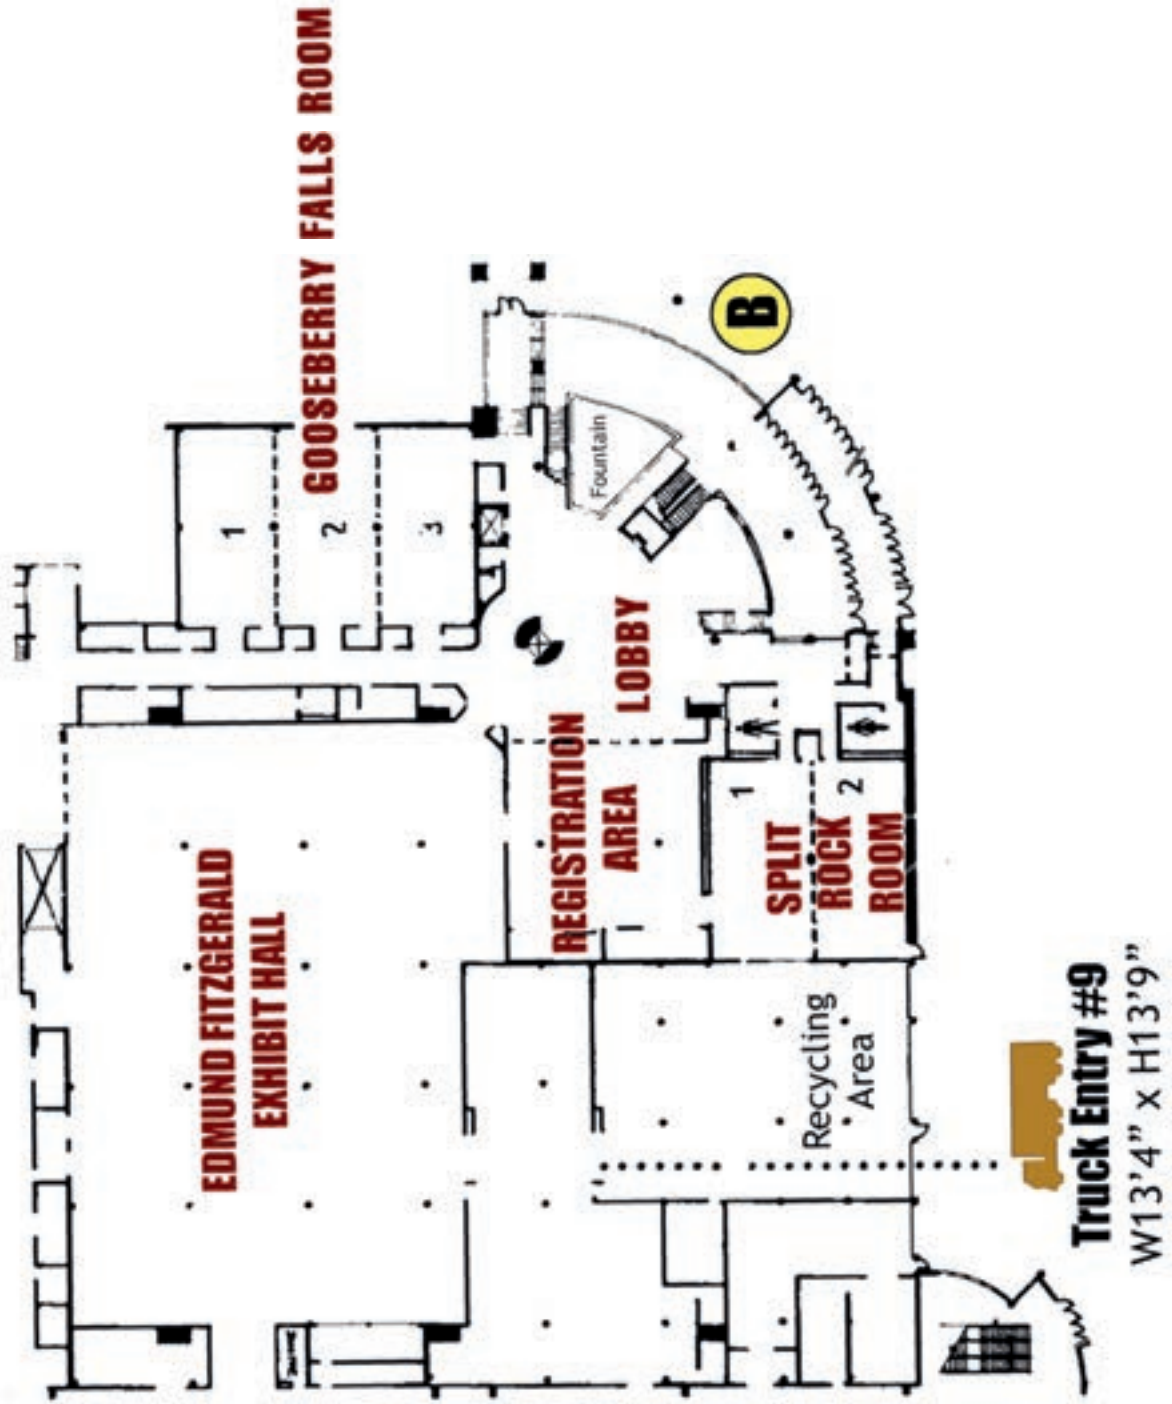 GOOSEBERRY FALLS ROOM
1
2
3
B
Fountain
LOBBY
REGISTRATION
AREA
1
2
SPLIT
ROCK
ROOM
EDMUND FITZGERALD
EXHIBIT HALL
Recycling
Area
Truck Entry #9
W13'4" x H13'9"